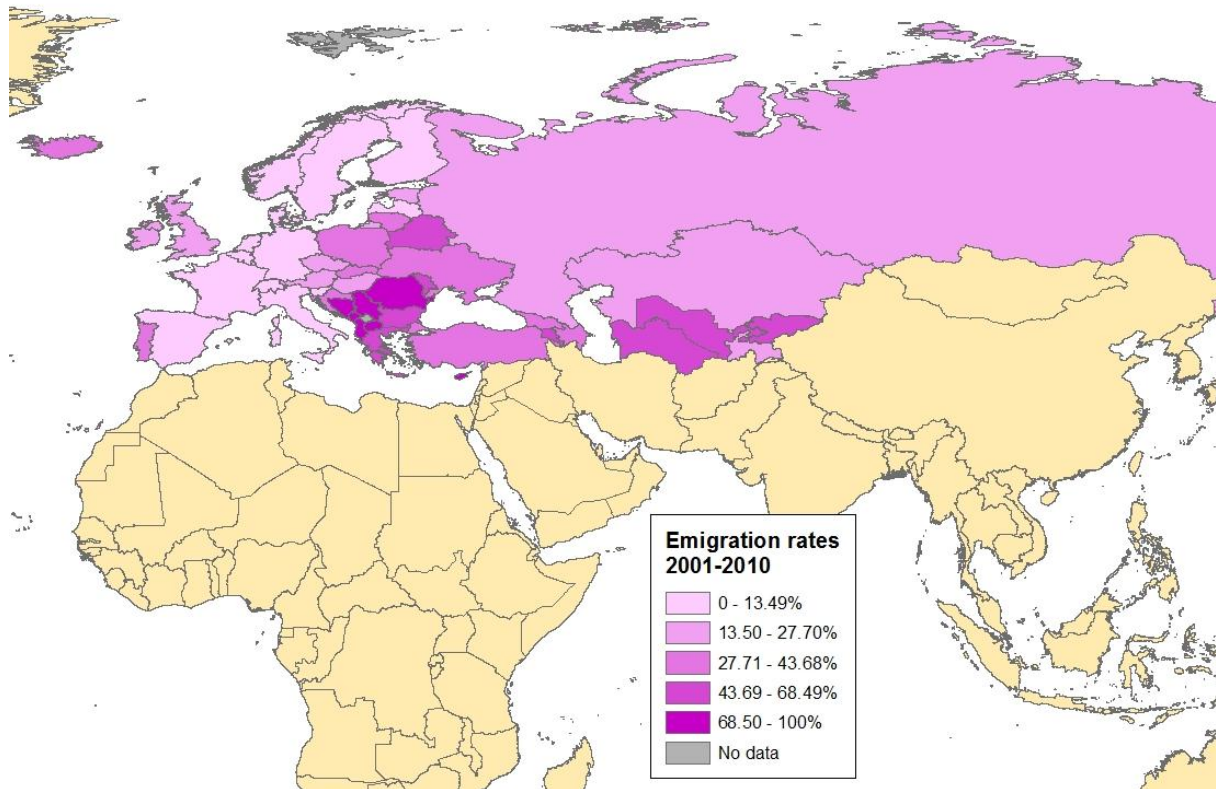 Emigration rates
2001-2010
0 - 13.49%
13.50 - 27.70%
27.71 - 43.68%
43.69 - 68.49%
68.50 - 100%
No data